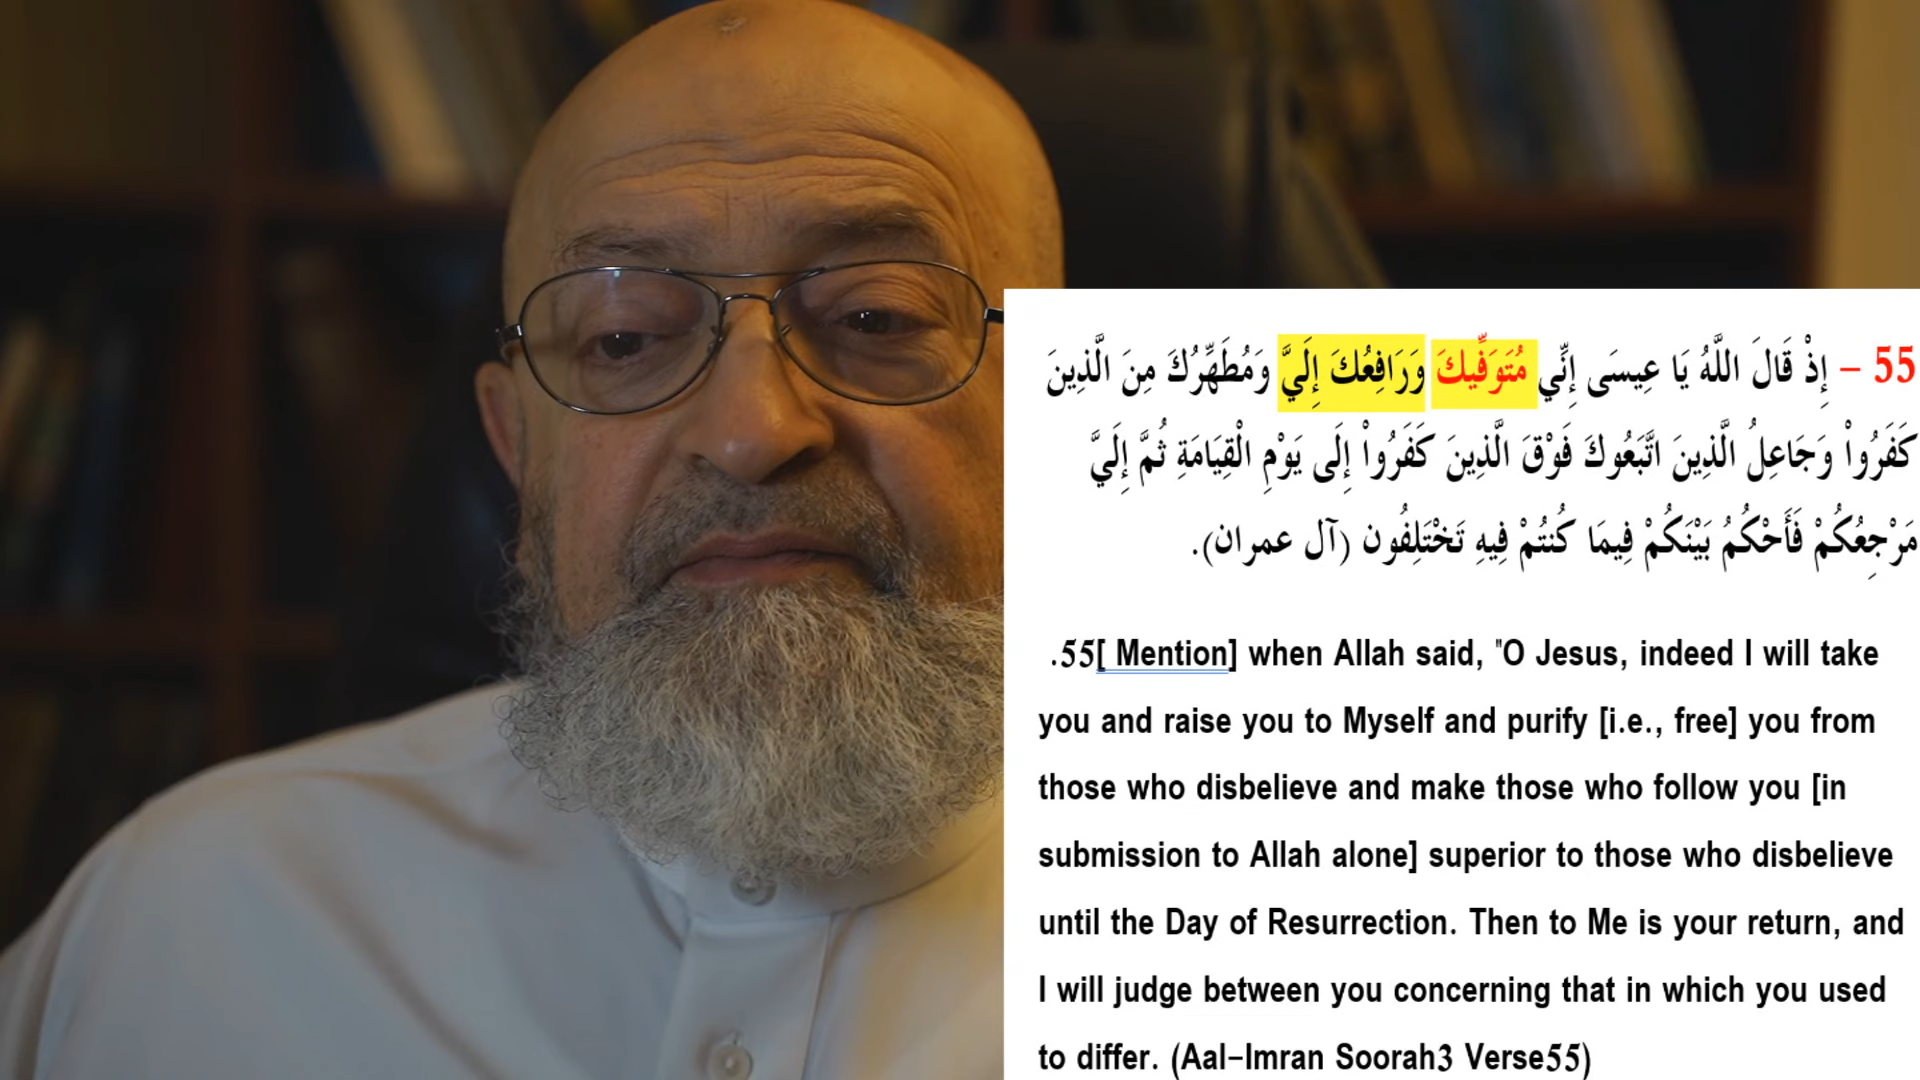 55 – إِذْ قَالَ اللَّهُ يَا عِيسَى إِنِّي مُتَوَفِّيكَ وَرَافِعُكَ إِلَيَّ وَمُطَهِّرُكَ مِنَ الَّذِينَ
كَفَرُواْ وَجَاعِلُ الَّذِينَ اتَّبَعُوكَ فَوْقَ الَّذِينَ كَفَرُواْ إِلَى يَوْمِ الْقِيَامَةِ ثُمَّ إِلَيَّ
مَرْجِعُكُمْ فَأَحْكُمُ بَيْنَكُمْ فِيمَا كُنتُمْ فِيهِ تَخْتَلِفُون (آل عمران).
.55[ Mention] when Allah said, "O Jesus, indeed I will take
you and raise you to Myself and purify [i.e., free] you from
those who disbelieve and make those who follow you [in
submission to Allah alone] superior to those who disbelieve
until the Day of Resurrection. Then to Me is your return, and
I will judge between you concerning that in which you used
to differ. (Aal–Imran Soorah3 Verse55)